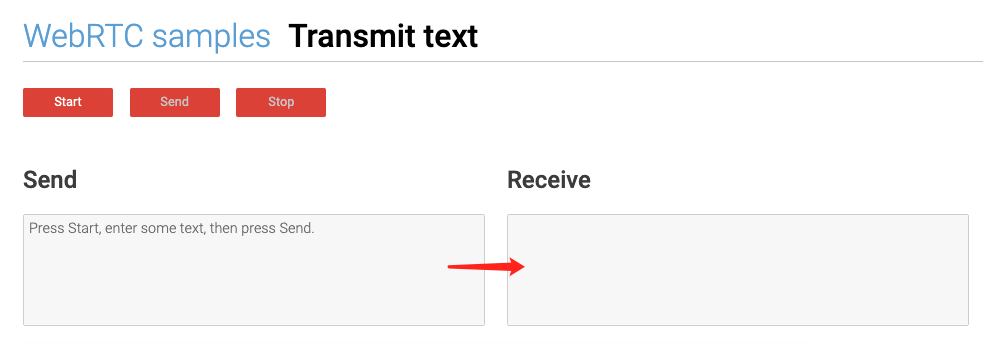 WebRTC samples Transmit text
Start Send Stop
Send Receive
Press Start, enter some text, then press Send.